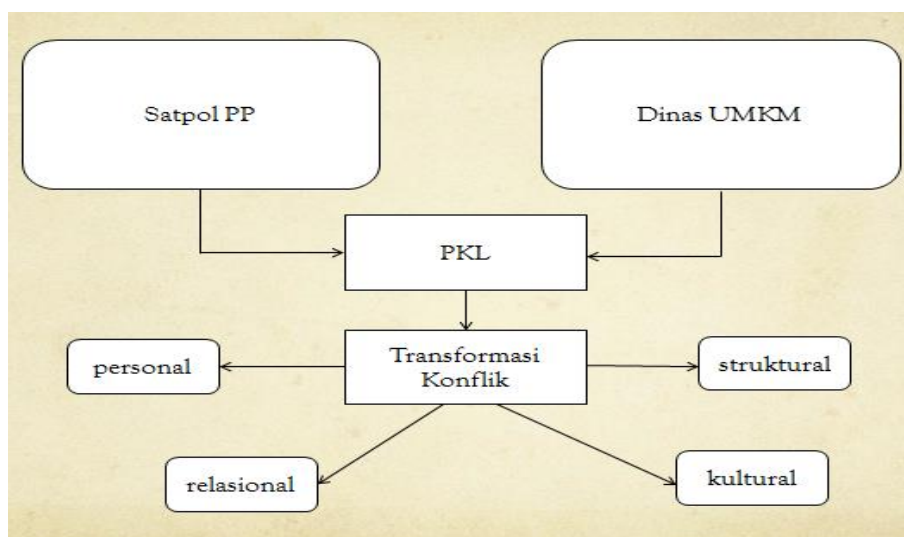 Satpol PP
Dinas UMKM
PKL
Transformasi
Konflik
personal
struktural
relasional
kultural